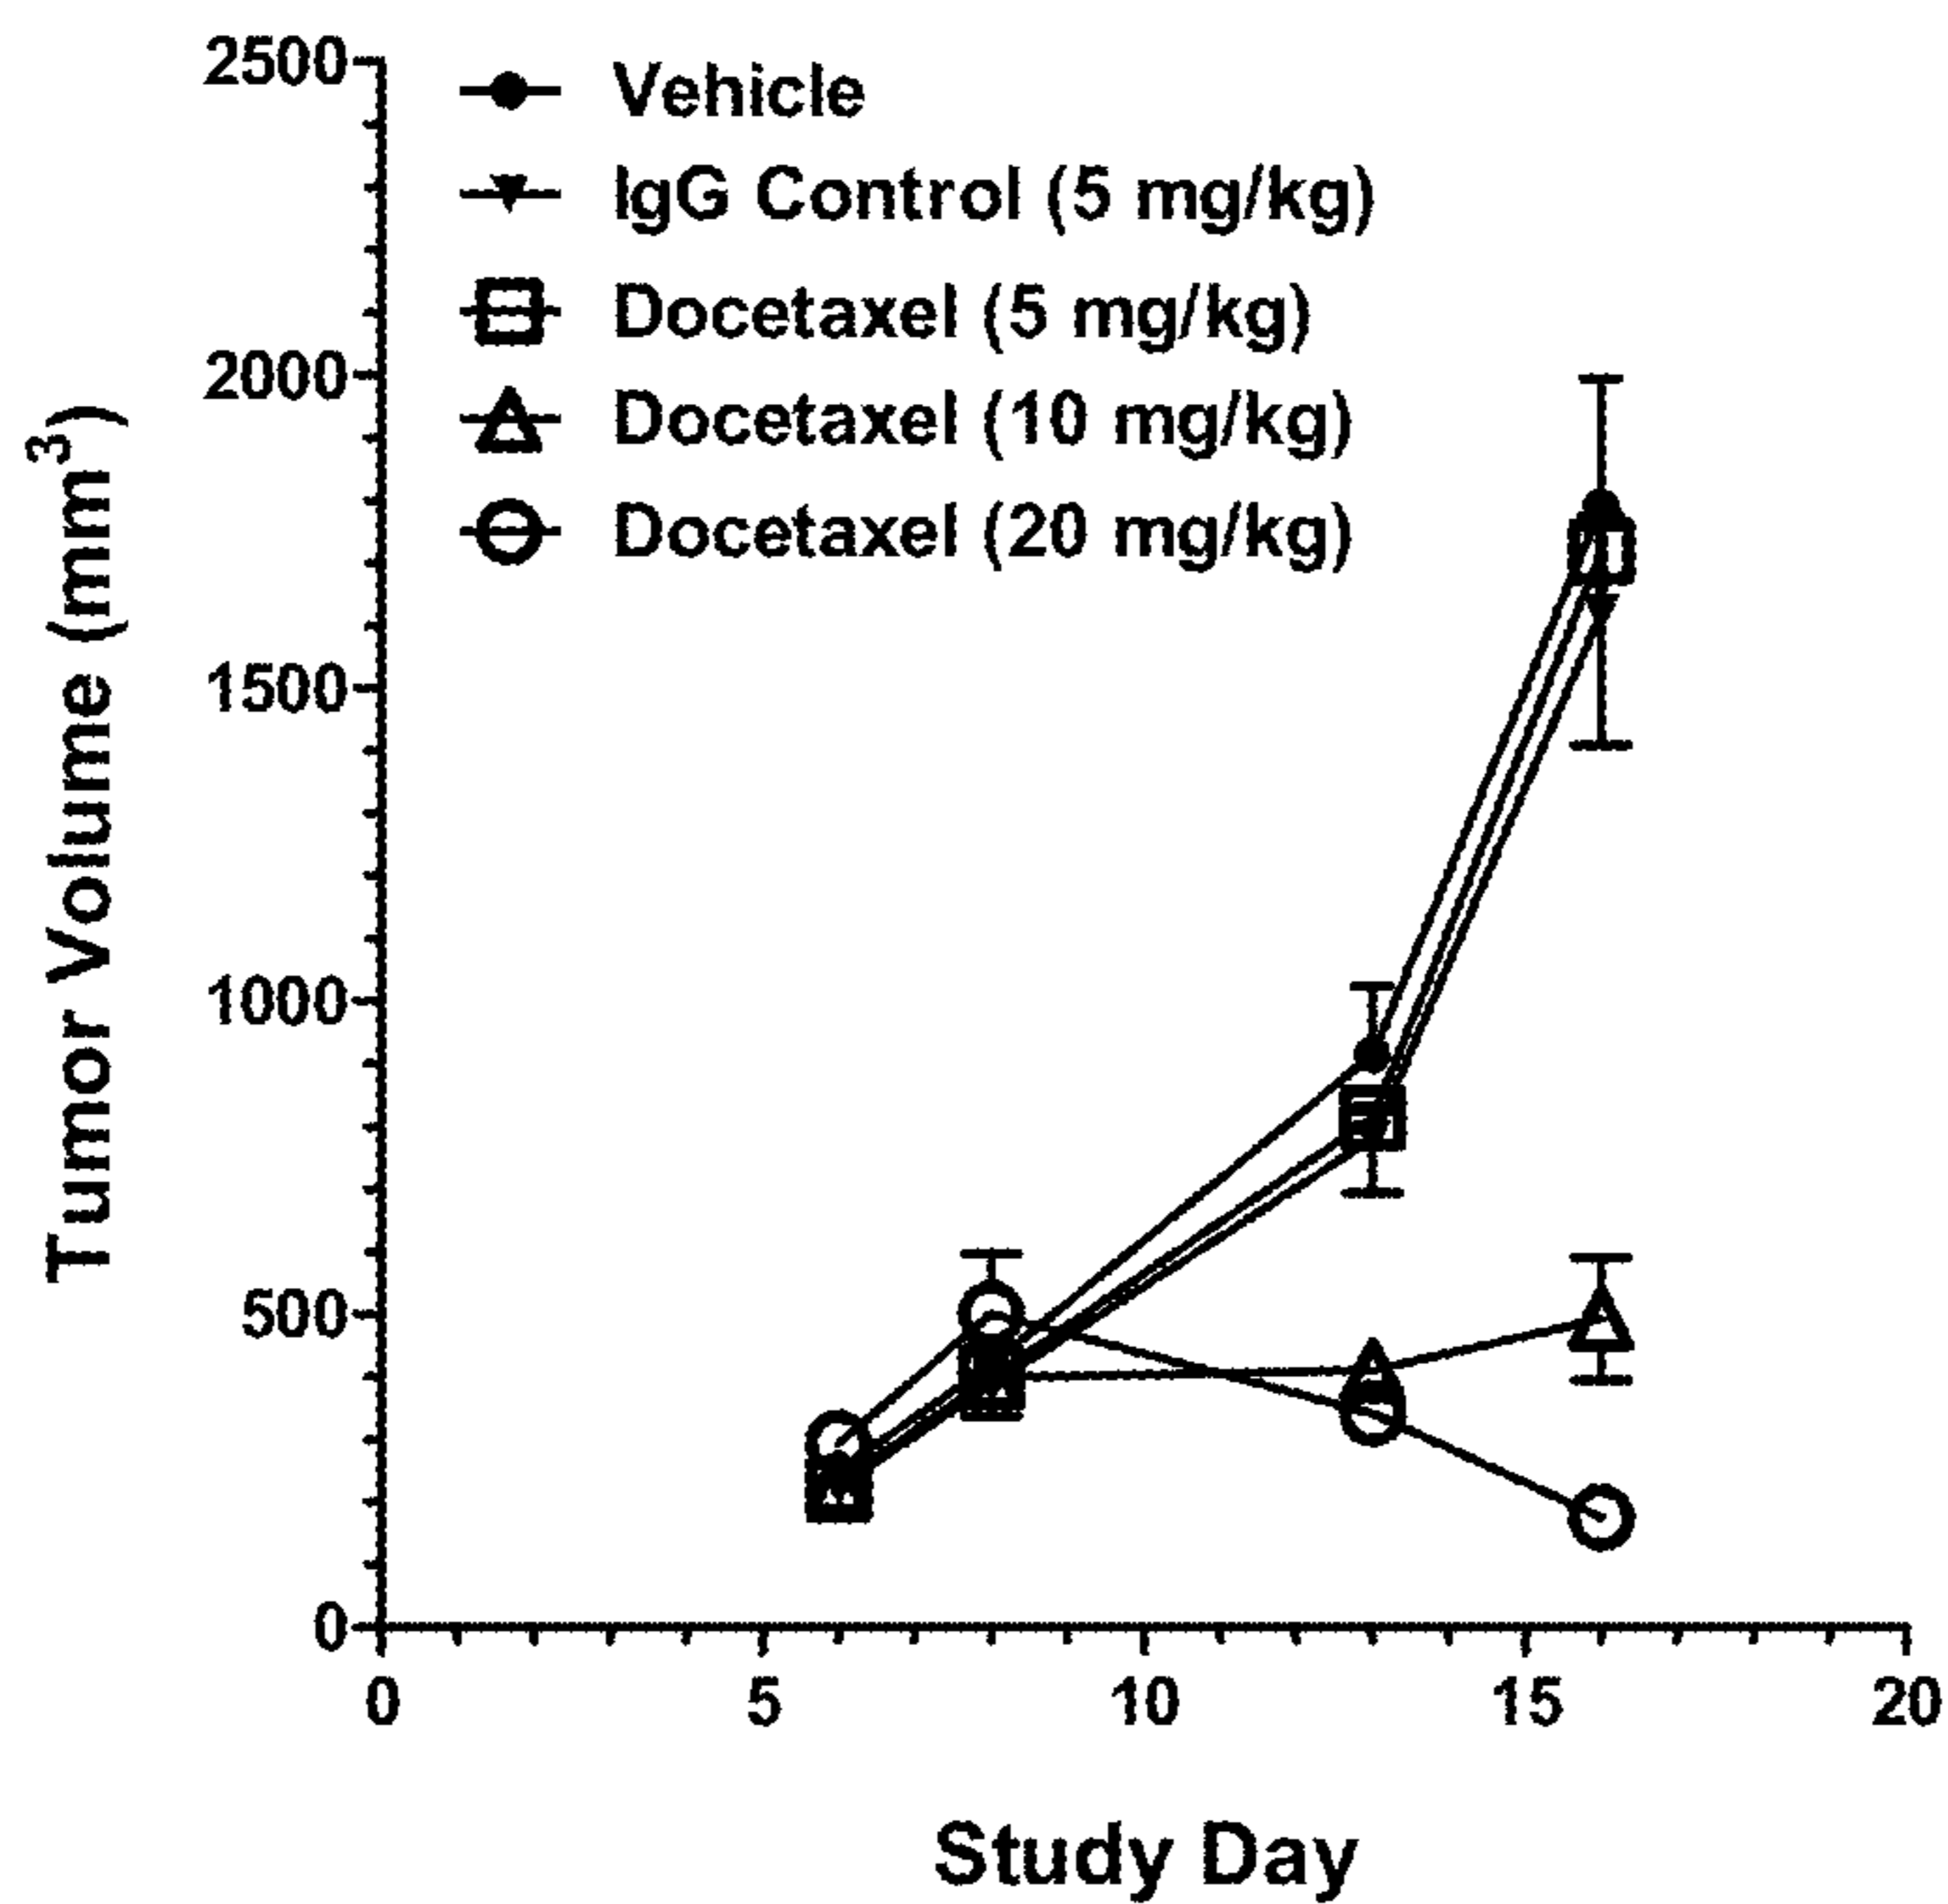 2500
2000
1500
1000
500
0
Tumor Volume (mm³)
Vehicle
IgG Control (5 mg/kg)
Docetaxel (5 mg/kg)
Docetaxel (10 mg/kg)
Docetaxel (20 mg/kg)
0 5 10 15 20
Study Day